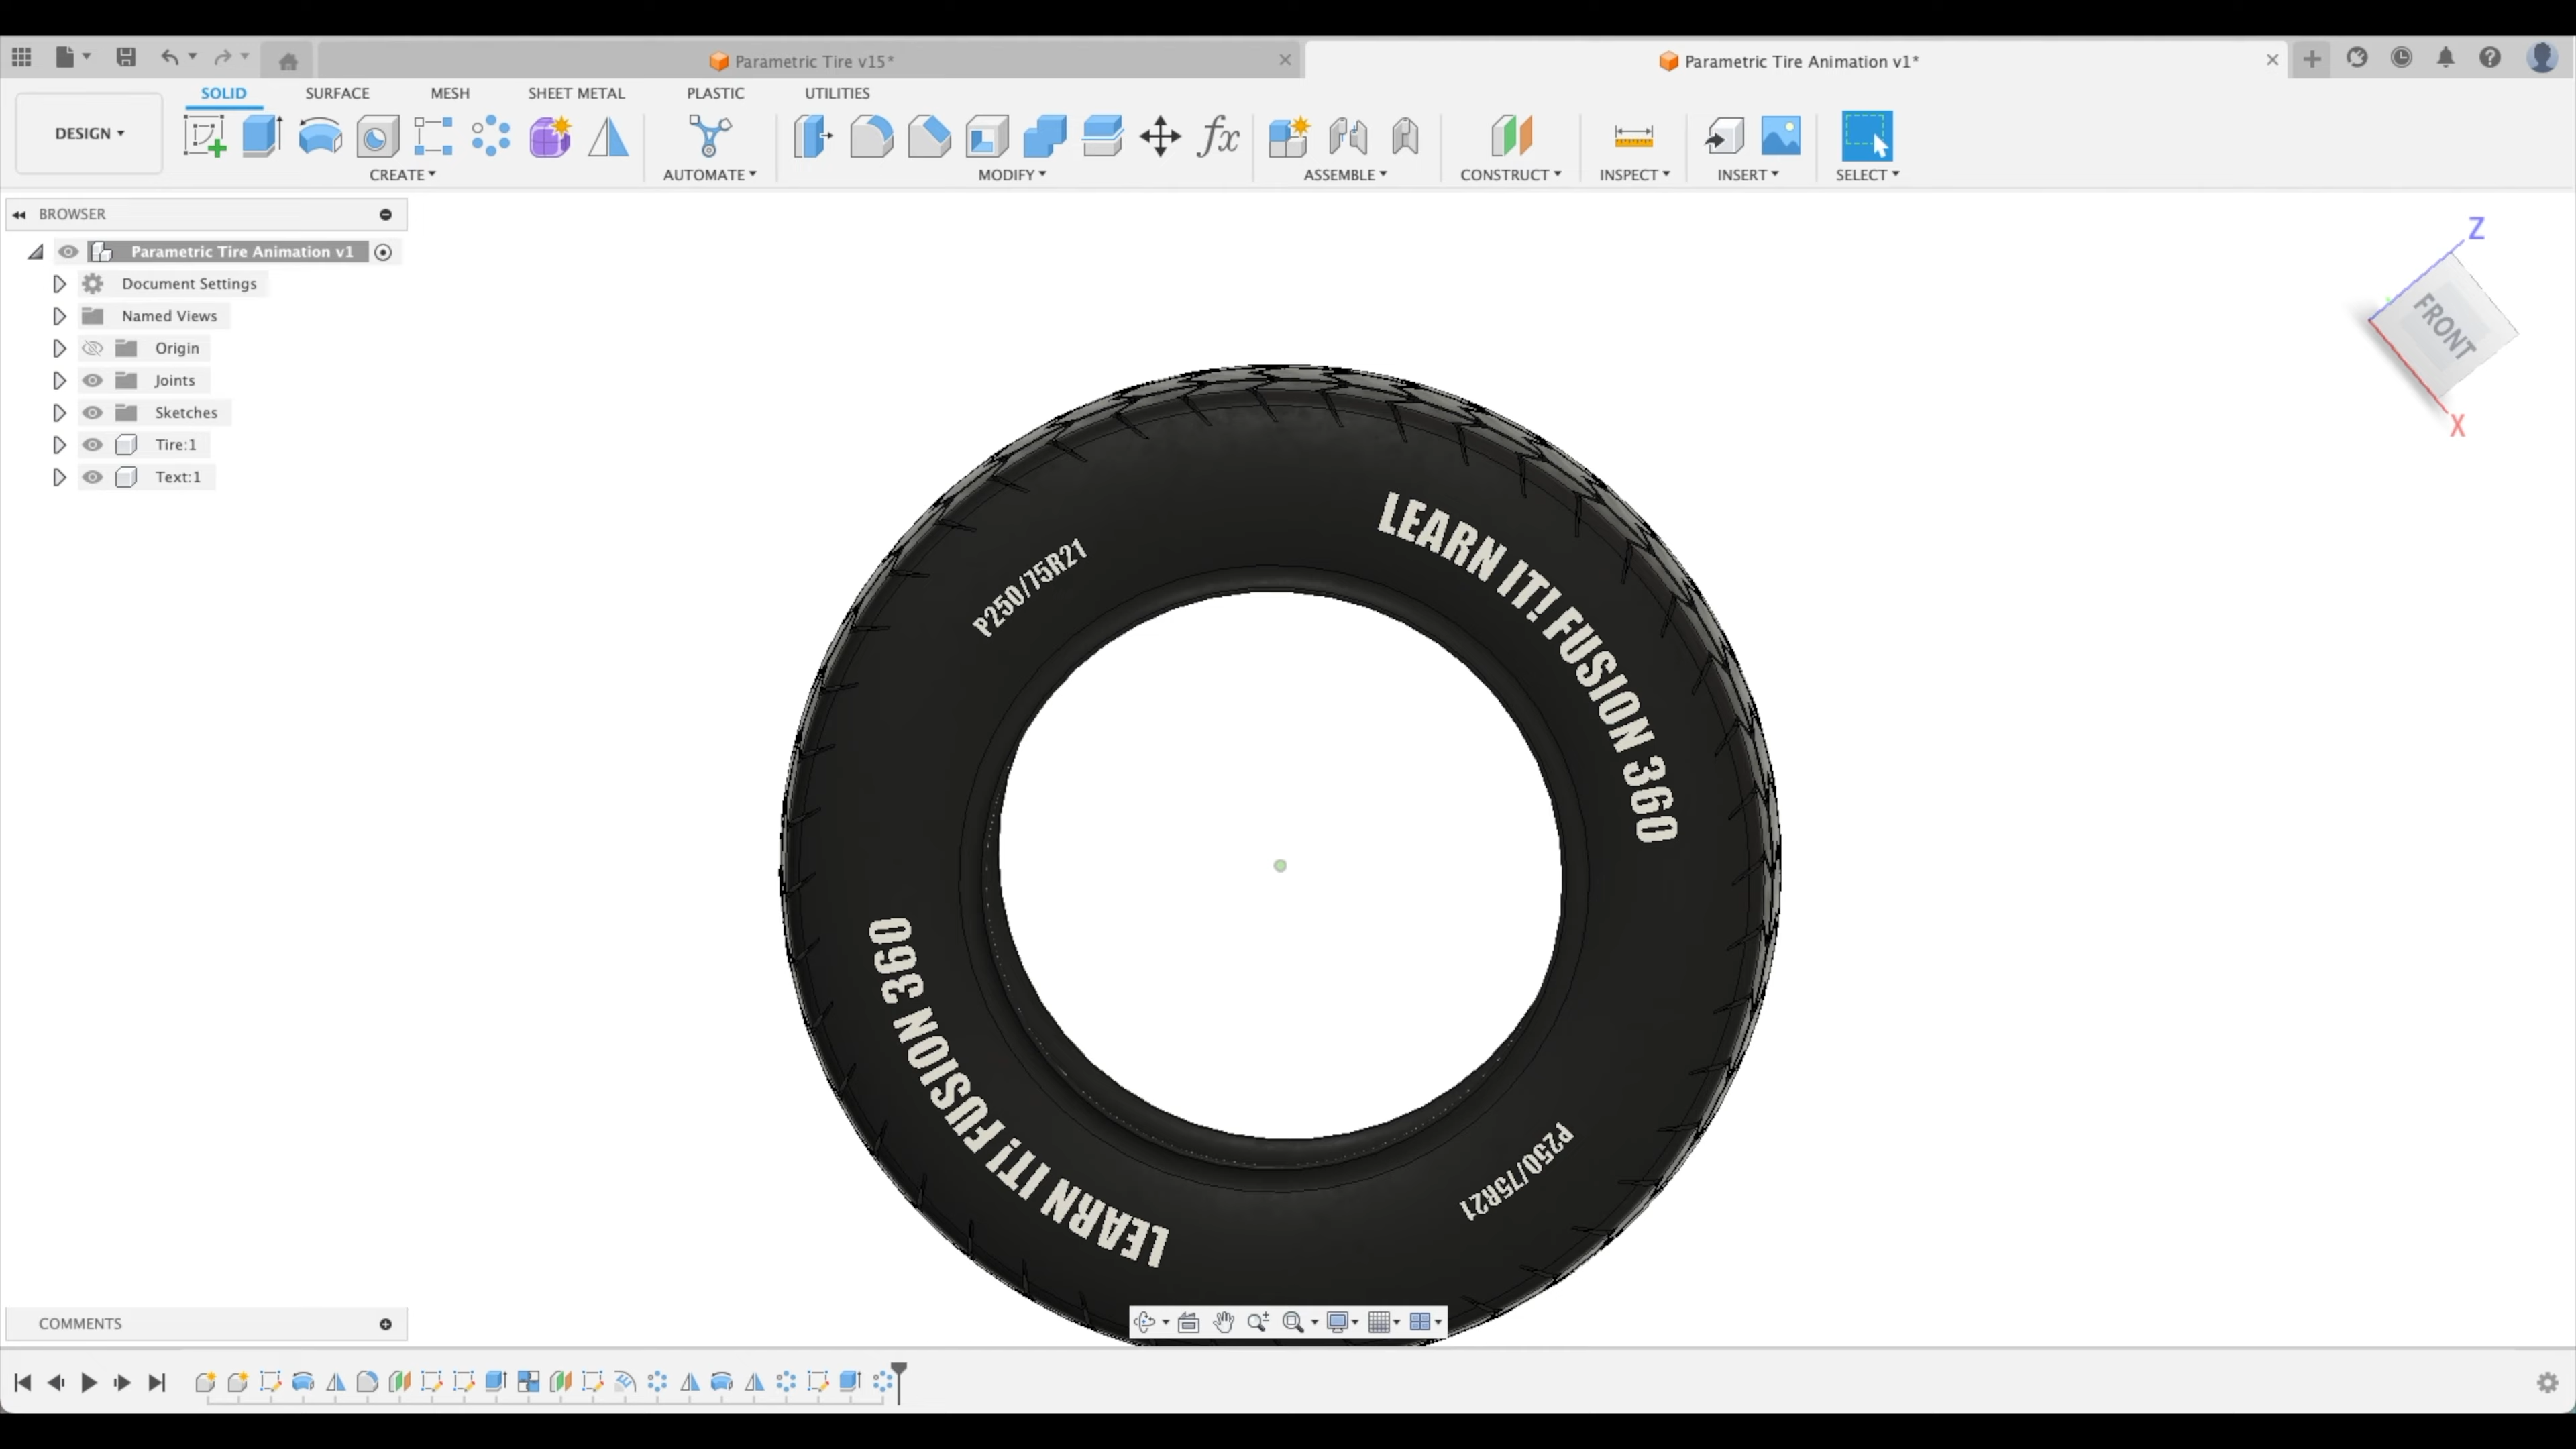 Parametric Tire v15*
Parametric Tire Animation v1*
DESIGN
SOLID
SURFACE
MESH
SHEET METAL
PLASTIC
UTILITIES
fx
CREATE
AUTOMATE
MODIFY
ASSEMBLE
CONSTRUCT
INSPECT
INSERT
SELECT
BROWSER
Parametric Tire Animation v1
Document Settings
Named Views
Origin
Joints
Sketches
Tire:1
Text:1
Z
FRONT
X
LEARN IT! FUSION 360
P250/75R21
LEARN IT! FUSION 360
P250/75R21
COMMENTS